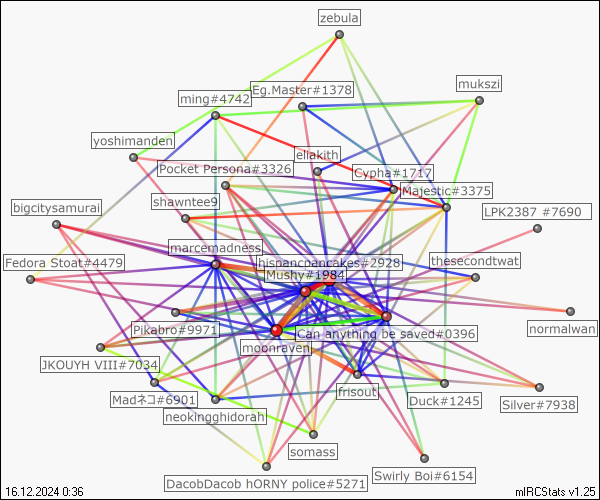 zebula
mukszi
Eg.Master#1378
ming#4742
yoshimanden
eliakith
Pocket Persona#3326
Cypha#1717
Majestic#3375
shawntee9
bigcitysamurai
LPK2387 #7690
marcemadness
Fedora Stoat#4479
hispancpancakes#2928
thesecondtwat
Mushy#1984
Pikabro#9971
Can anything be saved#0396
normalwan
moonraven
JKOUYH VIII#7034
frisout
Madネコ#6901
Duck#1245
Silver#7938
neokingghidorah
somass
Swirly Boi#6154
DacobDacob hORNY police#5271
16.12.2024 0:36
mIRCStats v1.25